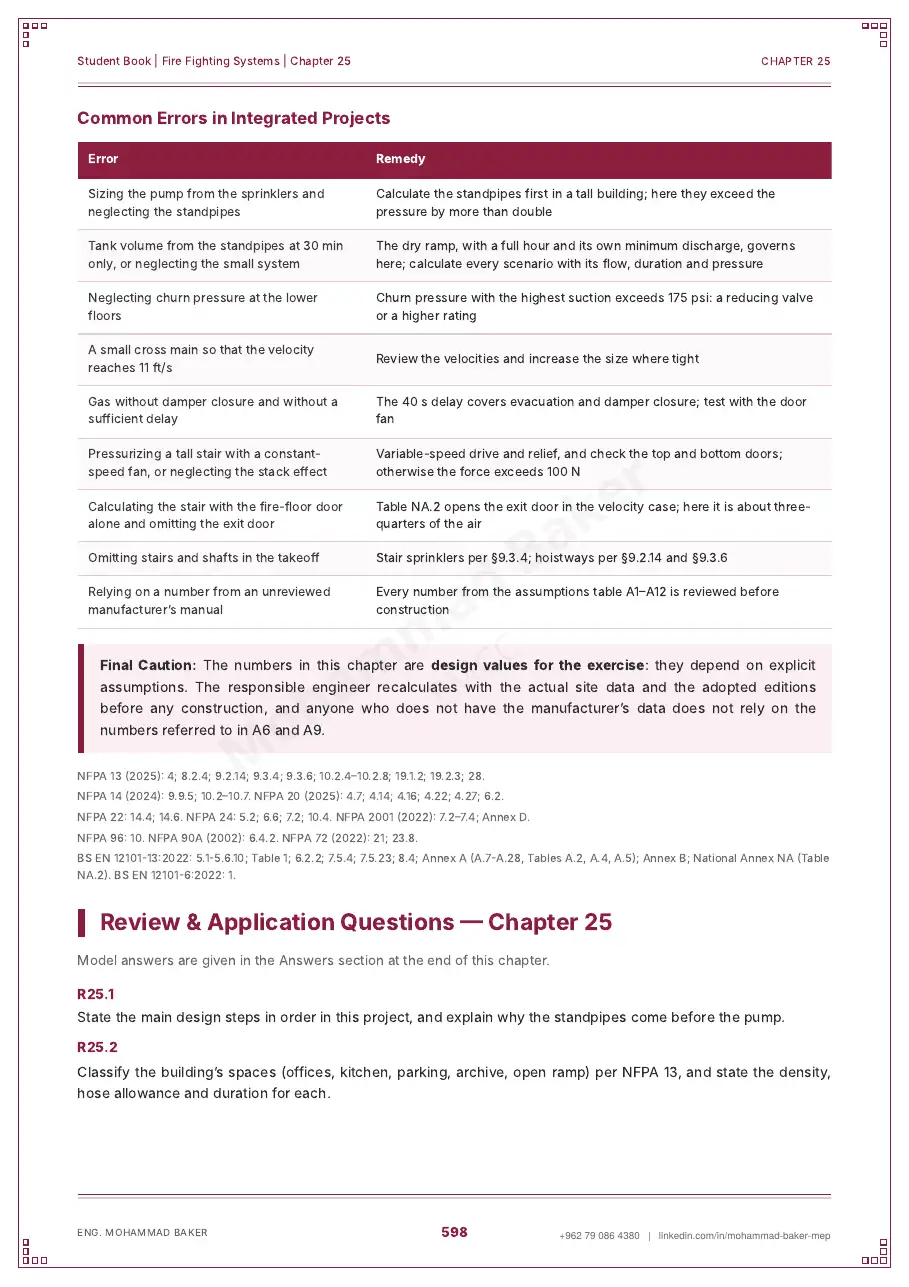 Student Book | Fire Fighting Systems | Chapter 25
CHAPTER 25
Common Errors in Integrated Projects
Error
Remedy
Sizing the pump from the sprinklers and
neglecting the standpipes
Calculate the standpipes first in a tall building; here they exceed the
pressure by more than double
Tank volume from the standpipes at 30 min
only, or neglecting the small system
The dry ramp, with a full hour and its own minimum discharge, governs
here; calculate every scenario with its flow, duration and pressure
Neglecting churn pressure at the lower
floors
Churn pressure with the highest suction exceeds 175 psi: a reducing valve
or a higher rating
A small cross main so that the velocity
reaches 11 ft/s
Review the velocities and increase the size where tight
Gas without damper closure and without a
sufficient delay
The 40 s delay covers evacuation and damper closure; test with the door
fan
Pressurizing a tall stair with a constant-
speed fan, or neglecting the stack effect
Variable-speed drive and relief, and check the top and bottom doors;
otherwise the force exceeds 100 N
Calculating the stair with the fire-floor door
alone and omitting the exit door
Table NA.2 opens the exit door in the velocity case; here it is about three-
quarters of the air
Omitting stairs and shafts in the takeoff
Stair sprinklers per §9.3.4; hoistways per §9.2.14 and §9.3.6
Relying on a number from an unreviewed
manufacturer’s manual
Every number from the assumptions table A1–A12 is reviewed before
construction
Final Caution: The numbers in this chapter are design values for the exercise: they depend on explicit
assumptions. The responsible engineer recalculates with the actual site data and the adopted editions
before any construction, and anyone who does not have the manufacturer’s data does not rely on the
numbers referred to in A6 and A9.
NFPA 13 (2025): 4; 8.2.4; 9.2.14; 9.3.4; 9.3.6; 10.2.4–10.2.8; 19.1.2; 19.2.3; 28.
NFPA 14 (2024): 9.9.5; 10.2–10.7. NFPA 20 (2025): 4.7; 4.14; 4.16; 4.22; 4.27; 6.2.
NFPA 22: 14.4; 14.6. NFPA 24: 5.2; 6.6; 7.2; 10.4. NFPA 2001 (2022): 7.2–7.4; Annex D.
NFPA 96: 10. NFPA 90A (2002): 6.4.2. NFPA 72 (2022): 21; 23.8.
BS EN 12101-13:2022: 5.1-5.6.10; Table 1; 6.2.2; 7.5.4; 7.5.23; 8.4; Annex A (A.7-A.28, Tables A.2, A.4, A.5); Annex B; National Annex NA (Table
NA.2). BS EN 12101-6:2022: 1.
Review & Application Questions — Chapter 25
Model answers are given in the Answers section at the end of this chapter.
R25.1
State the main design steps in order in this project, and explain why the standpipes come before the pump.
R25.2
Classify the building’s spaces (offices, kitchen, parking, archive, open ramp) per NFPA 13, and state the density,
hose allowance and duration for each.
Mohammad Baker
ENG. MOHAMMAD BAKER
598
+962 79 086 4380 | linkedin.com/in/mohammad-baker-mep